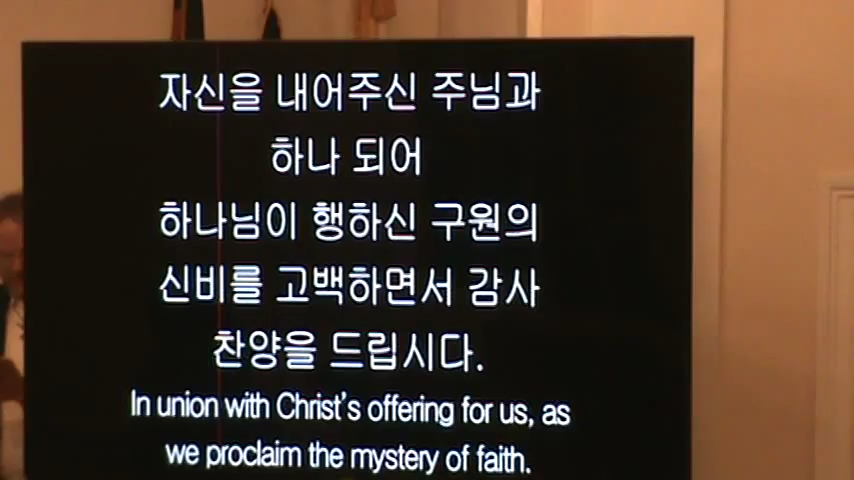 자신을 내어주신 주님과
하나 되어
하나님이 행하신 구원의
신비를 고백하면서 감사
찬양을 드립시다.
In union with Christ's offering for us, as
we proclaim the mystery of faith.